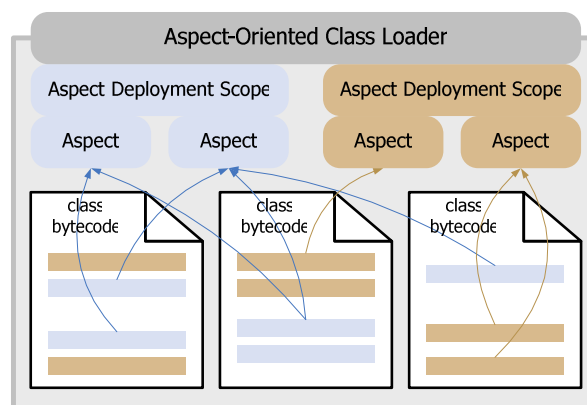 Aspect-Oriented Class Loader
Aspect Deployment Scope
Aspect Deployment Scope
Aspect
Aspect
Aspect
Aspect
class
bytecode
class
bytecode
class
bytecode